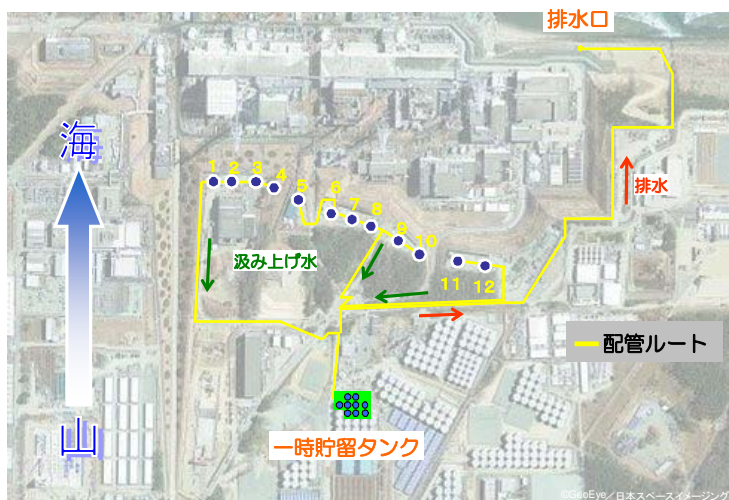 排水口
海
1 2 3 4
5 6 7 8 9 10
11 12
汲み上げ水
排水
配管ルート
山
一時貯留タンク
©GeoEye／日本スペースイメージング